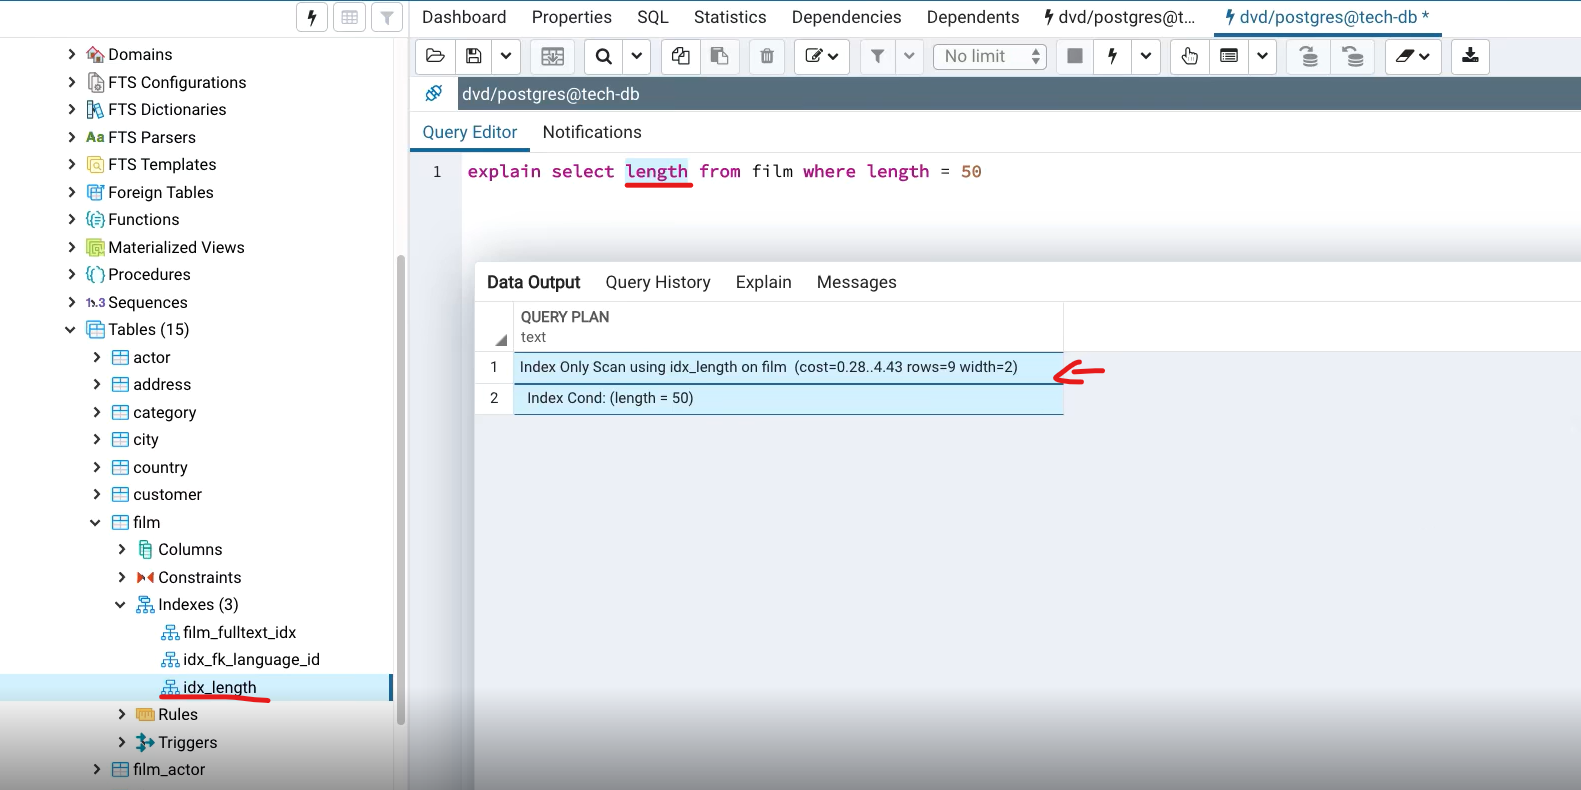 Dashboard Properties SQL Statistics Dependencies Dependents dvd/postgres@t... dvd/postgres@tech-db *
No limit
dvd/postgres@tech-db
Query Editor Notifications
1 explain select length from film where length = 50
Data Output Query History Explain Messages
QUERY PLAN
text
1 Index Only Scan using idx_length on film (cost=0.28..4.43 rows=9 width=2)
2 Index Cond: (length = 50)
Domains
FTS Configurations
FTS Dictionaries
Aa FTS Parsers
FTS Templates
Foreign Tables
Functions
Materialized Views
Procedures
1..3 Sequences
Tables (15)
actor
address
category
city
country
customer
film
Columns
Constraints
Indexes (3)
film_fulltext_idx
idx_fk_language_id
idx_length
Rules
Triggers
film_actor